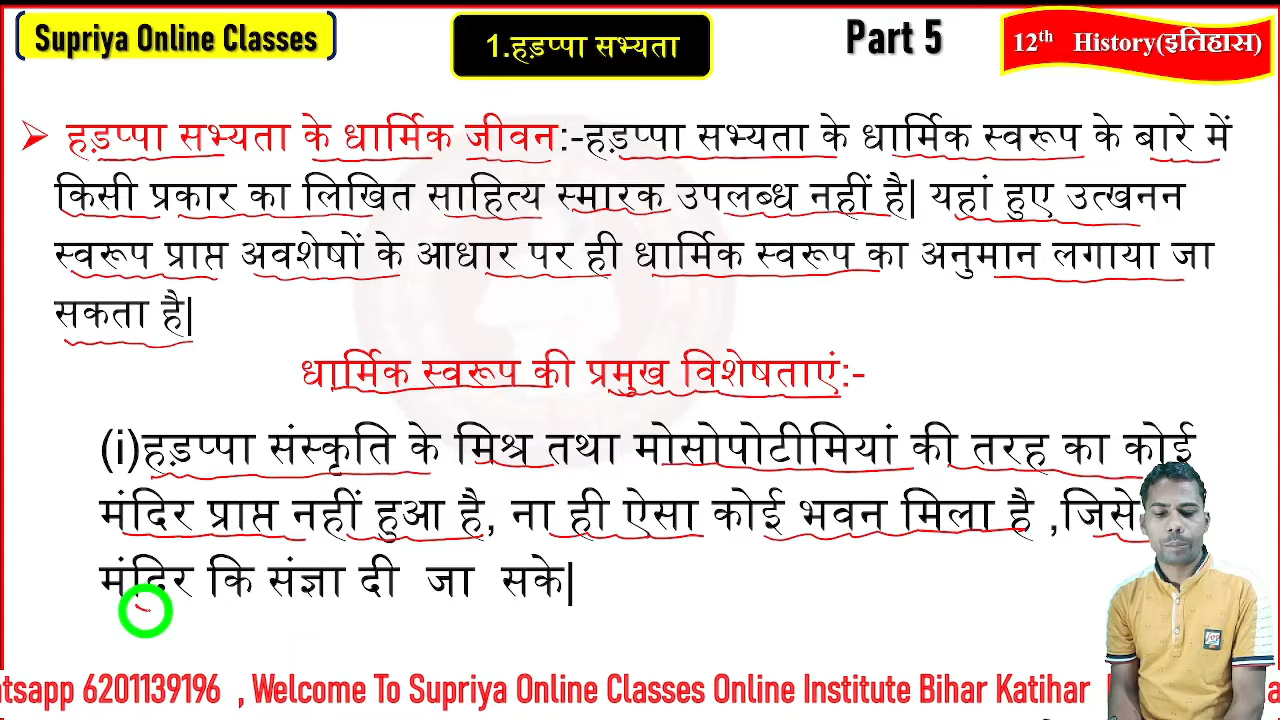 Supriya Online Classes
1.हड़प्पा सभ्यता
Part 5
12th History(इतिहास)
➢ हड़प्पा सभ्यता के धार्मिक जीवन:-हड़प्पा सभ्यता के धार्मिक स्वरूप के बारे में
किसी प्रकार का लिखित साहित्य स्मारक उपलब्ध नहीं है| यहां हुए उत्खनन
स्वरूप प्राप्त अवशेषों के आधार पर ही धार्मिक स्वरूप का अनुमान लगाया जा
सकता है|
धार्मिक स्वरूप की प्रमुख विशेषताएं:-
(i)हड़प्पा संस्कृति के मिश्र तथा मोसोपोटीमियां की तरह का कोई
मंदिर प्राप्त नहीं हुआ है, ना ही ऐसा कोई भवन मिला है ,जिसे
मंदिर कि संज्ञा दी जा सके|
atsapp 6201139196 , Welcome To Supriya Online Classes Online Institute Bihar Katihar